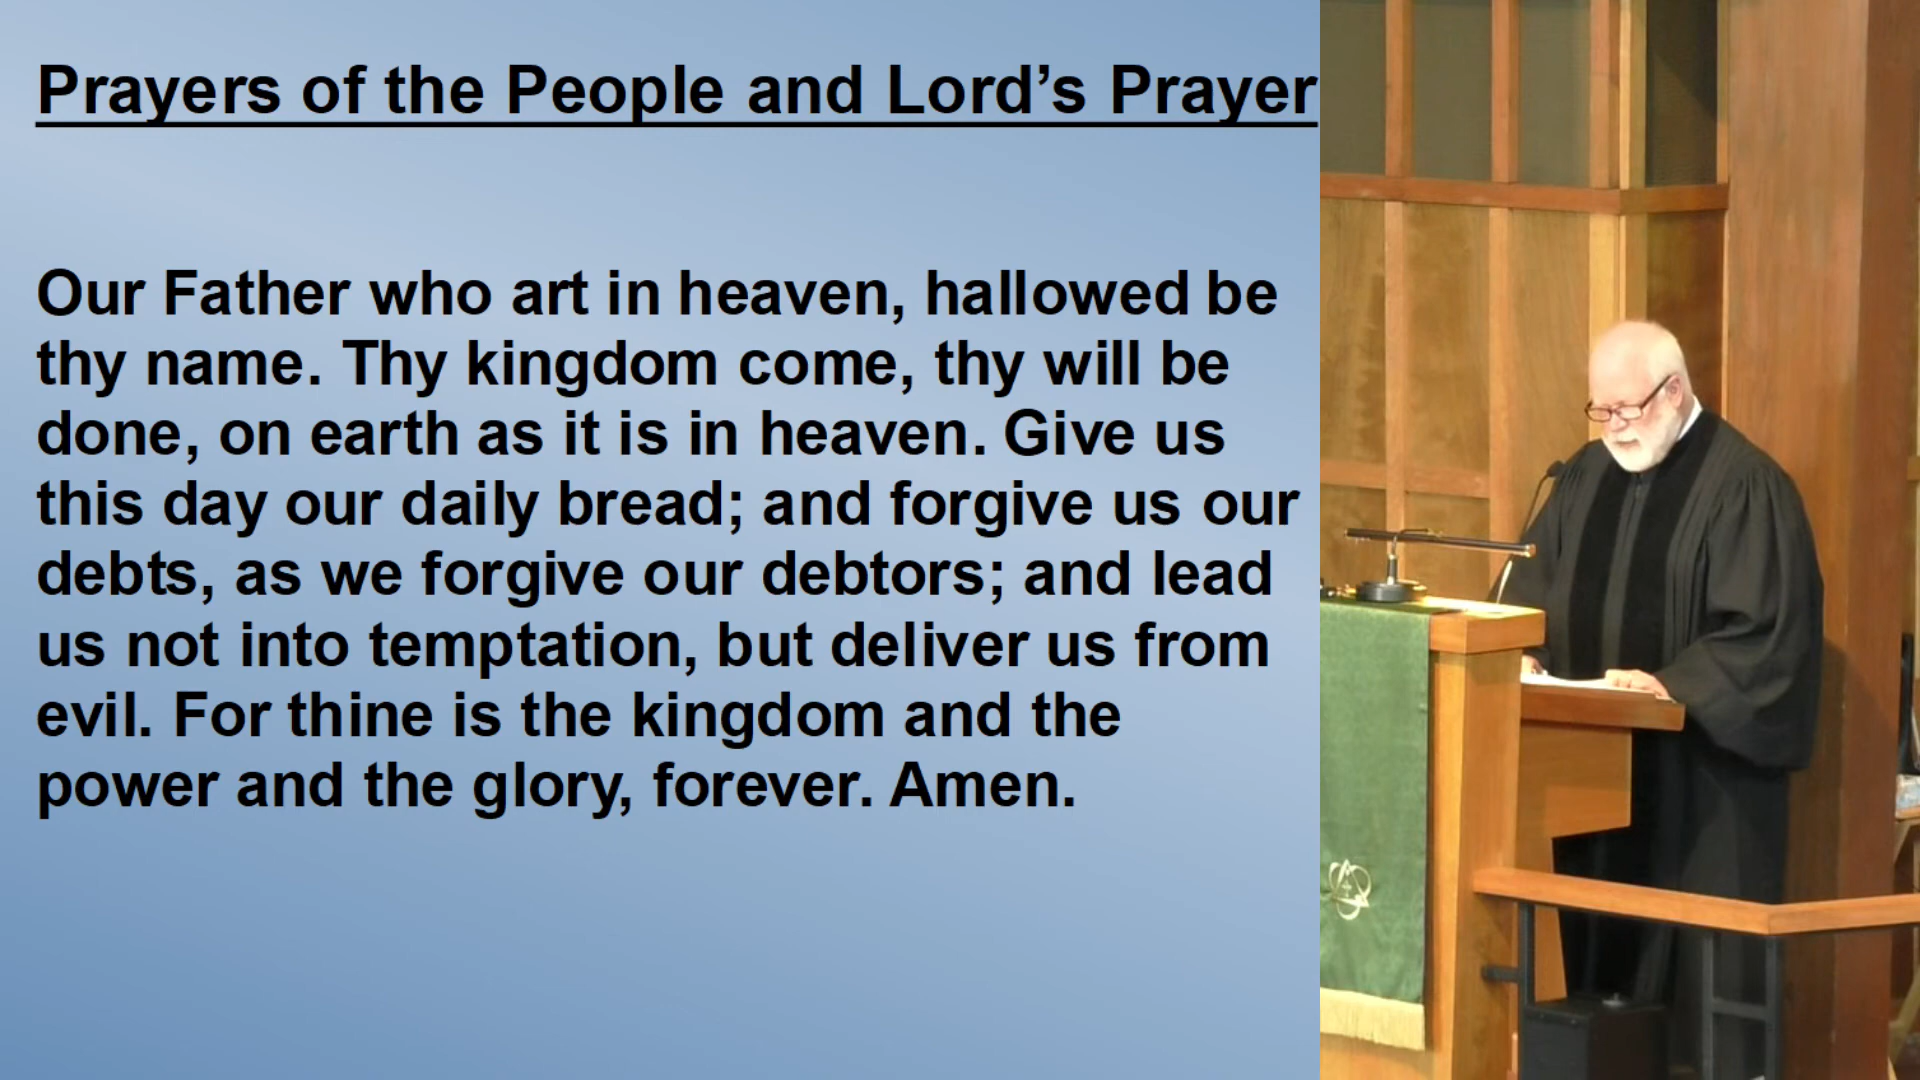 Prayers of the People and Lord’s Prayer
Our Father who art in heaven, hallowed be
thy name. Thy kingdom come, thy will be
done, on earth as it is in heaven. Give us
this day our daily bread; and forgive us our
debts, as we forgive our debtors; and lead
us not into temptation, but deliver us from
evil. For thine is the kingdom and the
power and the glory, forever. Amen.